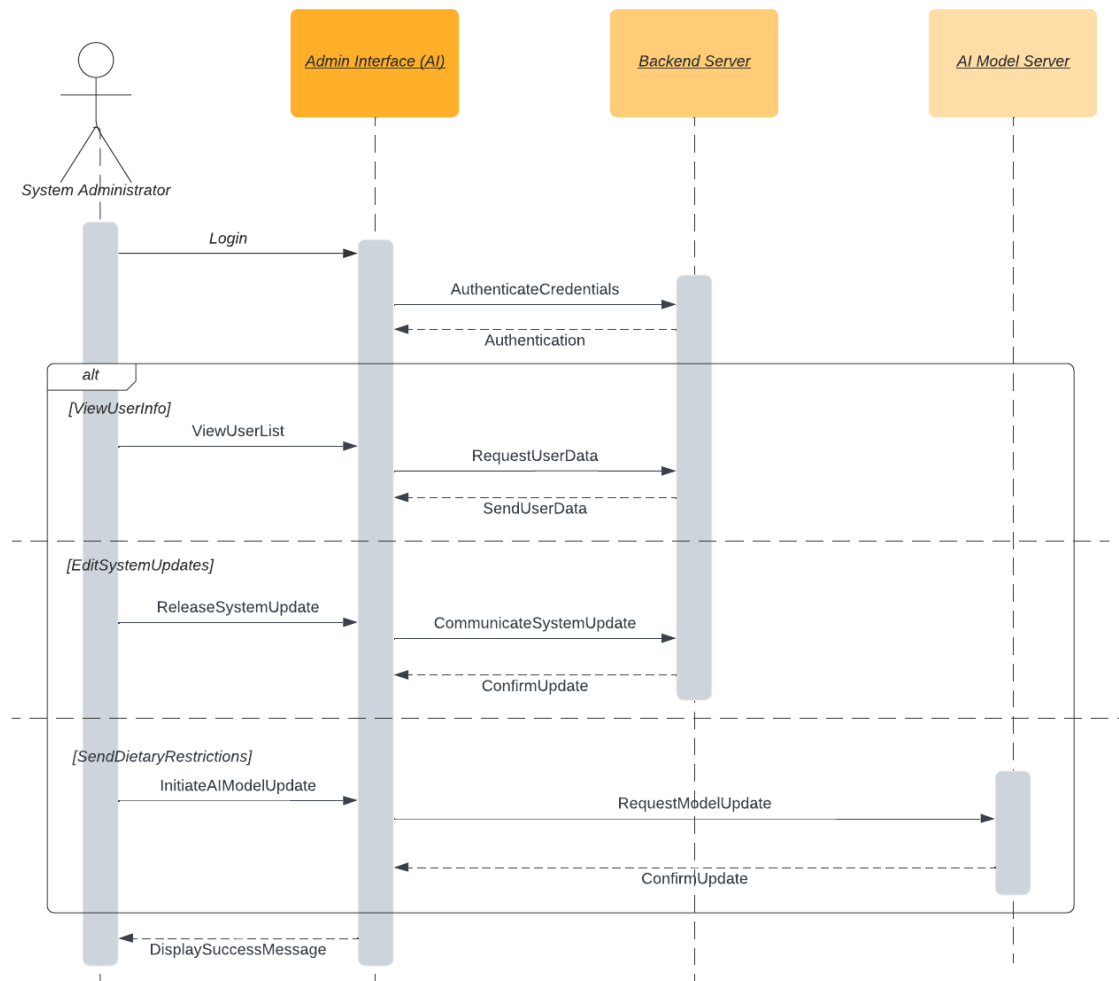 Admin Interface (AI)
Backend Server
AI Model Server
System Administrator
Login
AuthenticateCredentials
Authentication
alt
[ViewUserInfo]
ViewUserList
RequestUserData
SendUserData
[EditSystemUpdates]
ReleaseSystemUpdate
CommunicateSystemUpdate
ConfirmUpdate
[SendDietaryRestrictions]
InitiateAIModelUpdate
RequestModelUpdate
ConfirmUpdate
DisplaySuccessMessage